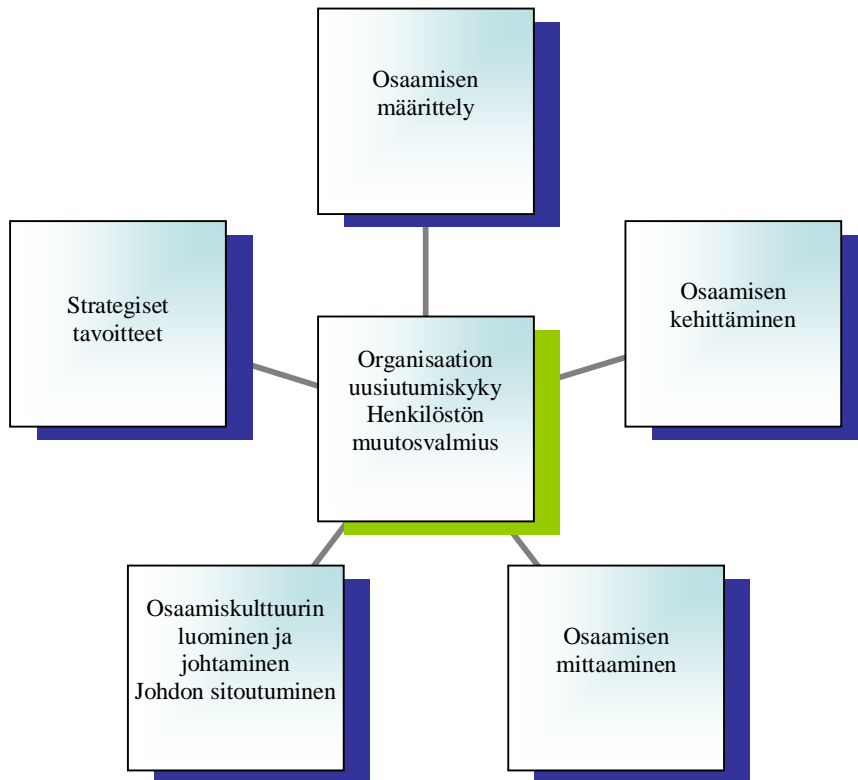 Osaamisen
määrittely
Strategiset
tavoitteet
Osaamisen
kehittäminen
Organisaation
uusiutumiskyky
Henkilöstön
muutosvalmius
Osaamiskulttuurin
luominen ja
johtaminen
Johdon sitoutuminen
Osaamisen
mittaaminen